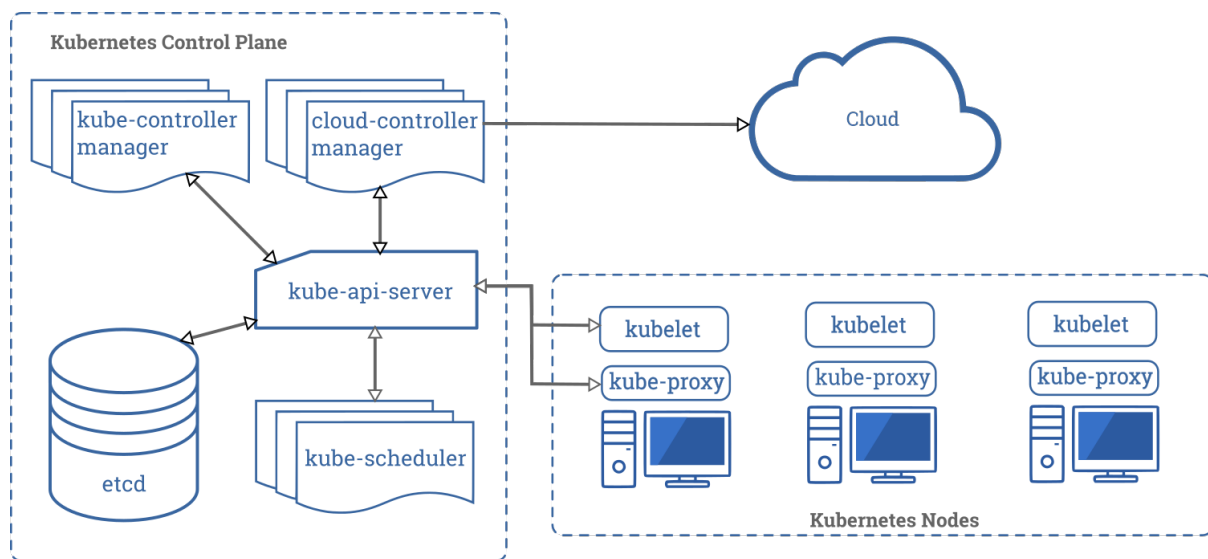 Kubernetes Control Plane
kube-controller
manager
cloud-controller
manager
Cloud
kube-api-server
etcd
kube-scheduler
kubelet
kubelet
kubelet
kube-proxy
kube-proxy
kube-proxy
Kubernetes Nodes